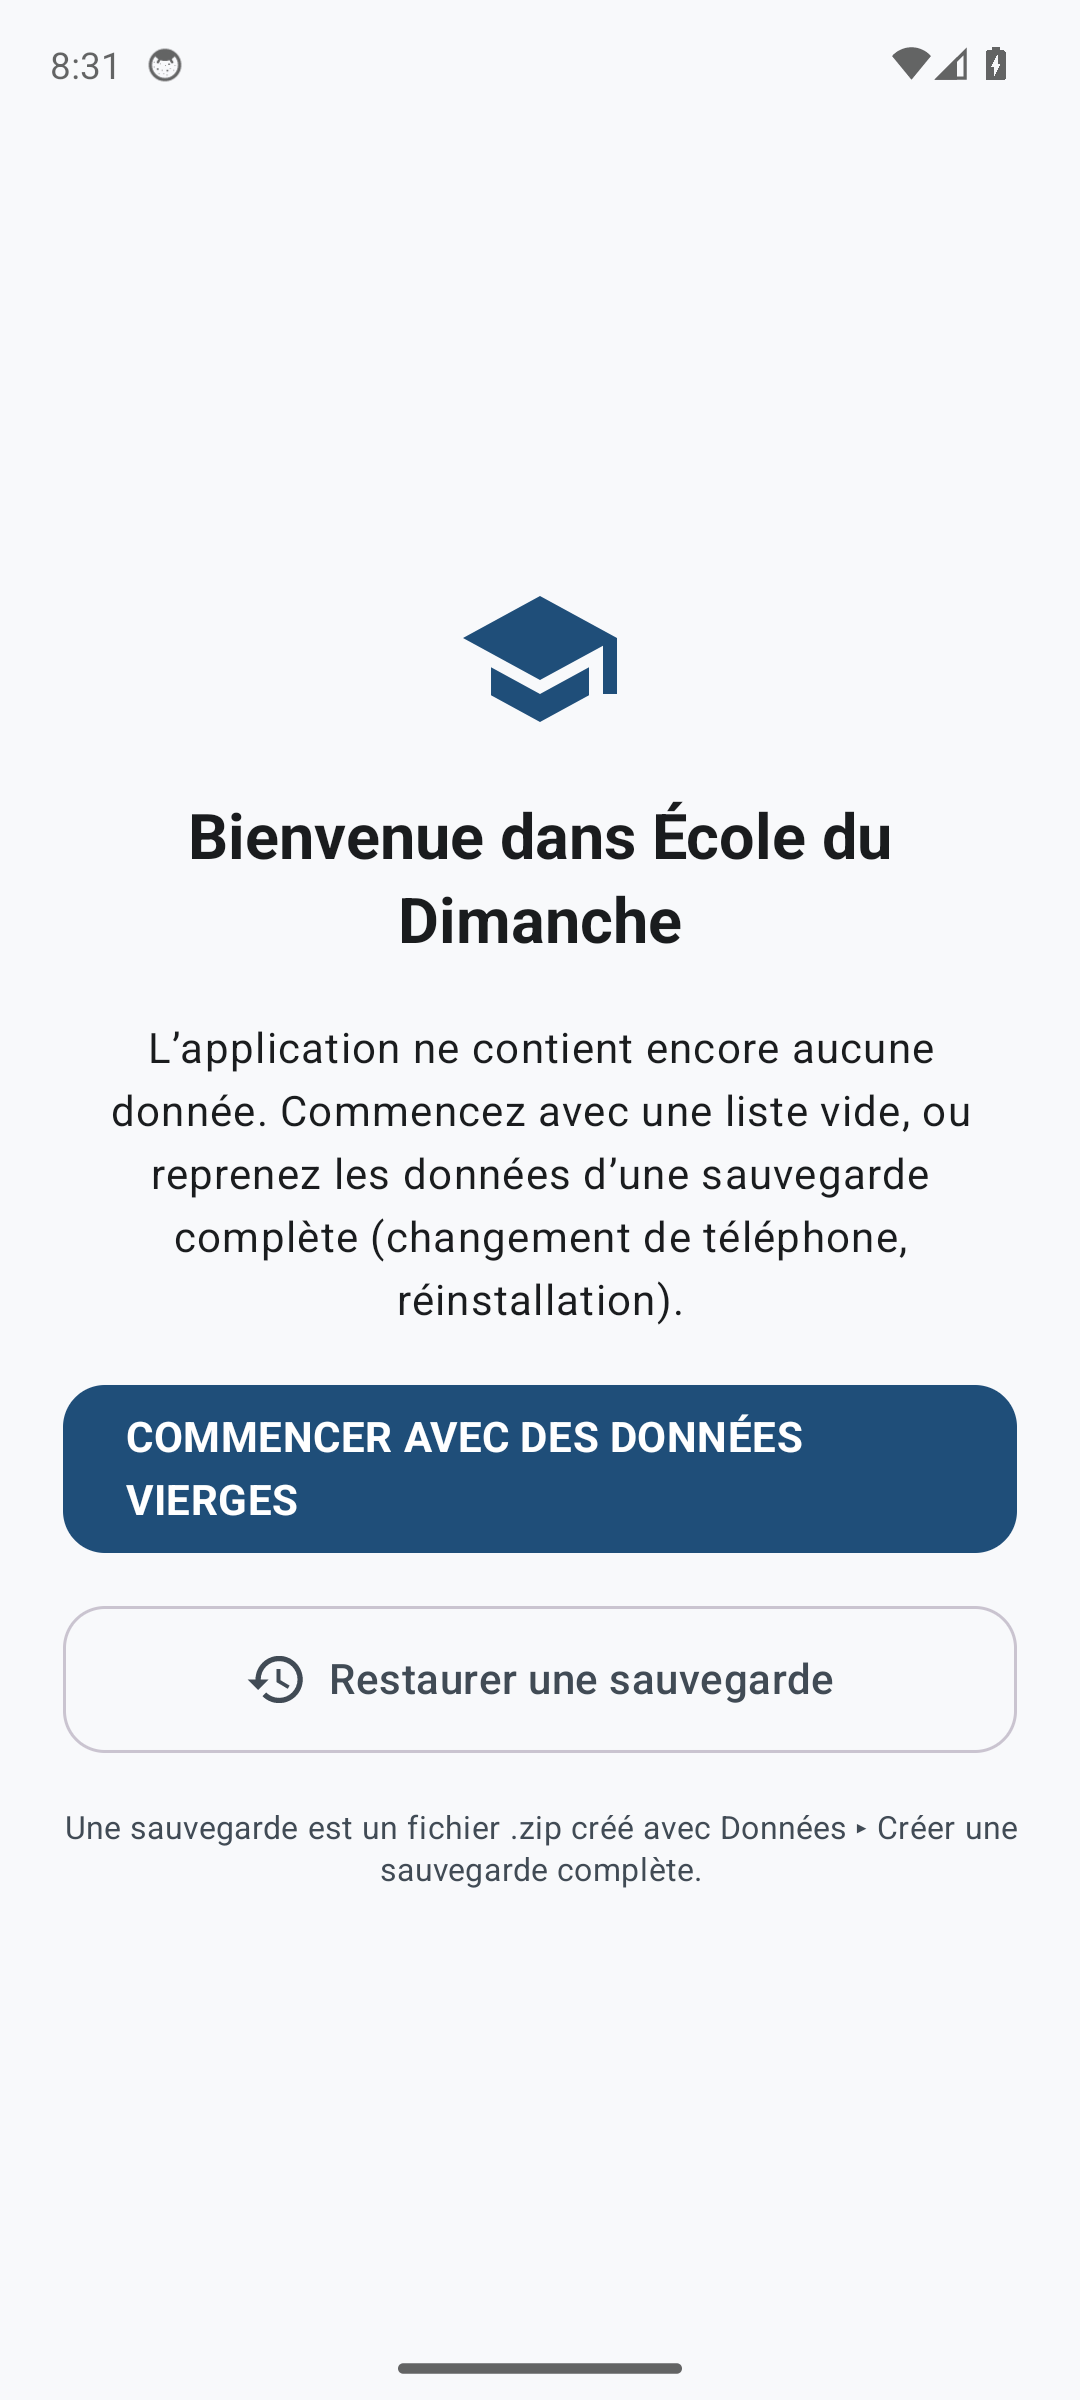 8:31
Bienvenue dans École du
Dimanche
L’application ne contient encore aucune
donnée. Commencez avec une liste vide, ou
reprenez les données d’une sauvegarde
complète (changement de téléphone,
réinstallation).
COMMENCER AVEC DES DONNÉES
VIERGES
Restaurer une sauvegarde
Une sauvegarde est un fichier .zip créé avec Données ‣ Créer une
sauvegarde complète.